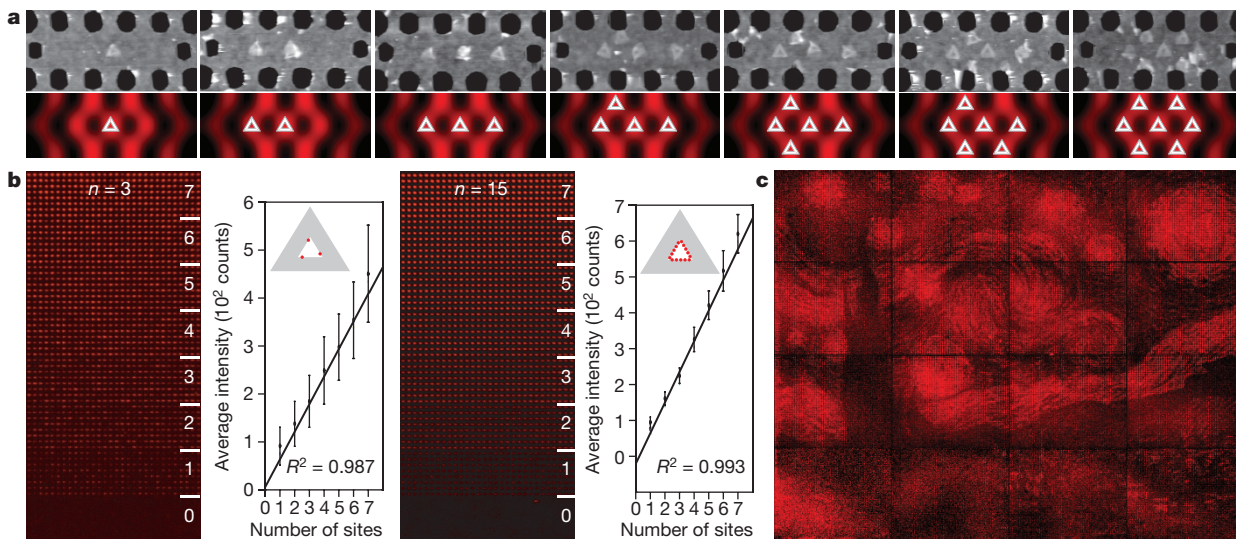 a
b
n = 3
7
6
5
4
3
2
1
0
Average intensity (10² counts)
6
5
4
3
2
1
0
R² = 0.987
0 1 2 3 4 5 6 7
Number of sites
n = 15
7
6
5
4
3
2
1
0
Average intensity (10² counts)
7
6
5
4
3
2
1
0
R² = 0.993
0 1 2 3 4 5 6 7
Number of sites
c